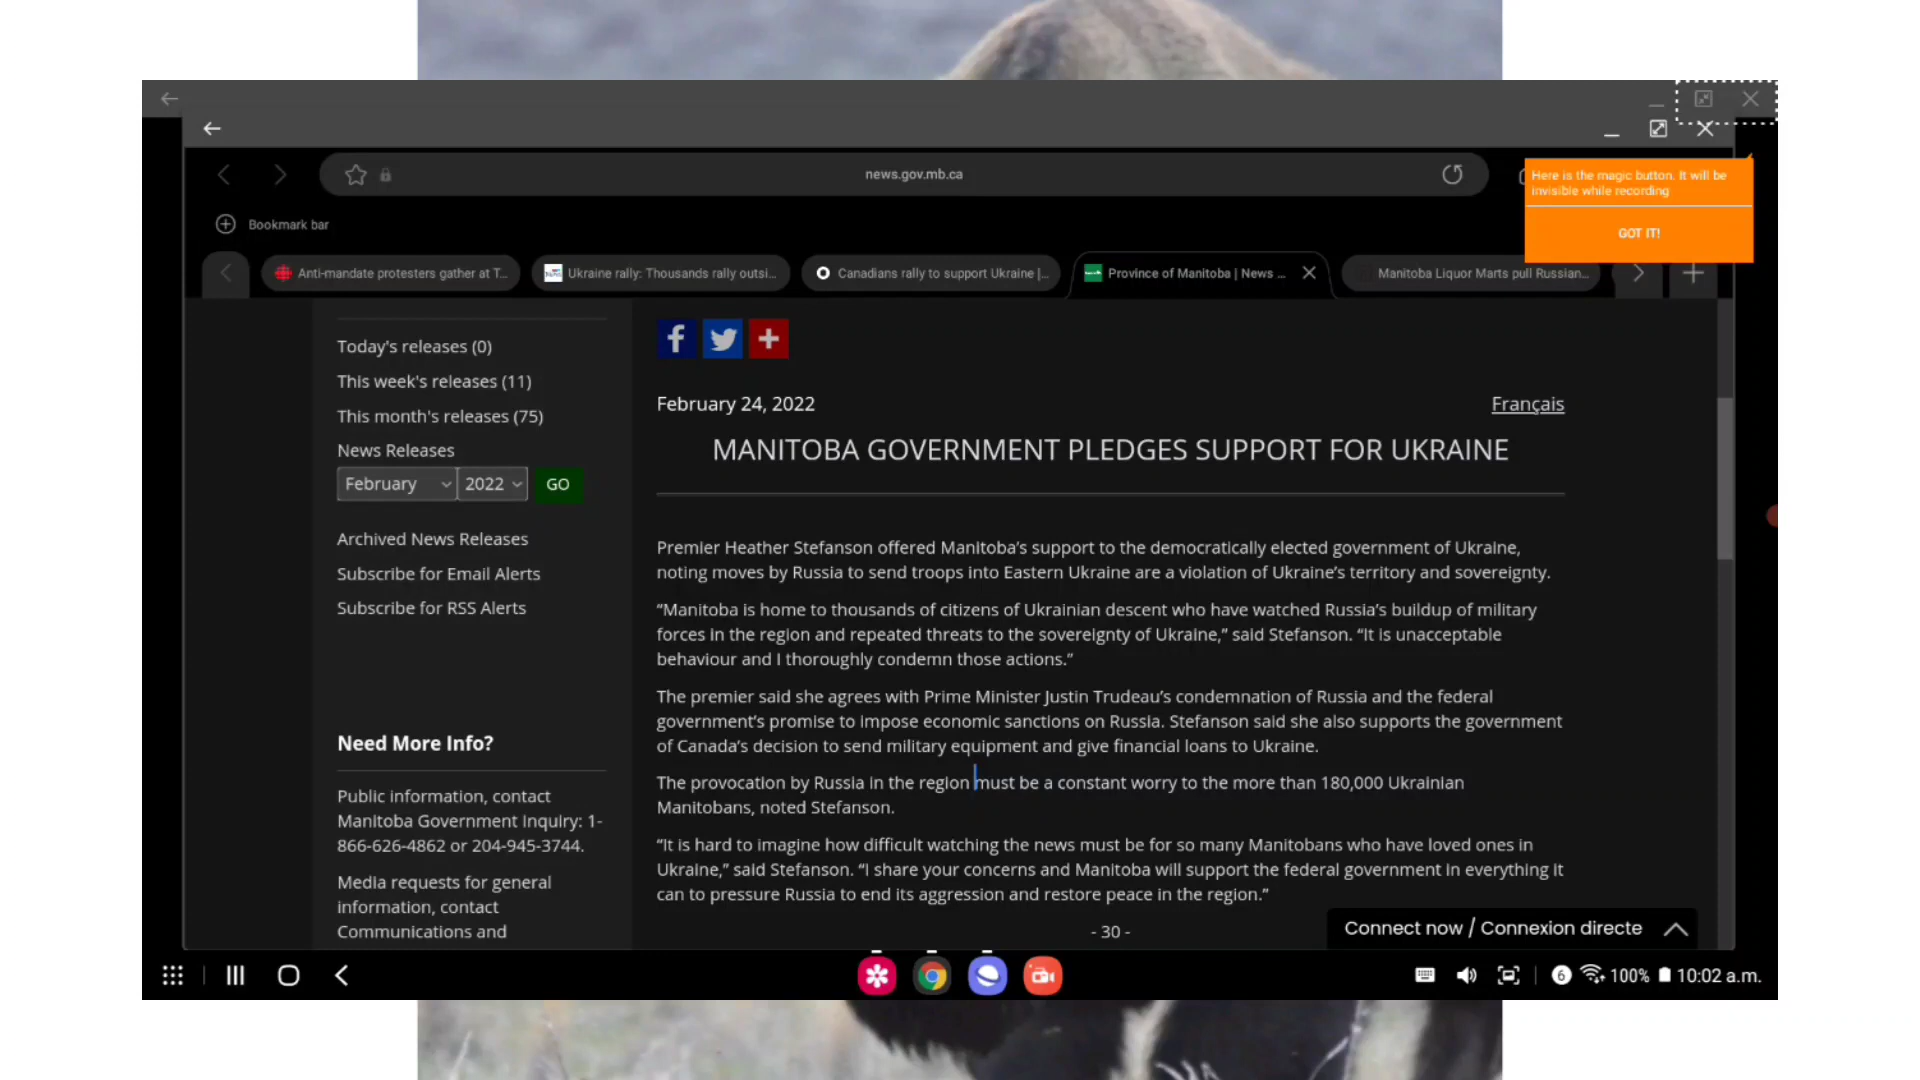 news.gov.mb.ca
Here is the magic button. It will be
invisible while recording
GOT IT!
Bookmark bar
Anti-mandate protesters gather at T...
Ukraine rally: Thousands rally outsi...
Canadians rally to support Ukraine |...
Province of Manitoba | News ...
Manitoba Liquor Marts pull Russian...
Today's releases (0)
This week's releases (11)
This month's releases (75)
News Releases
February 2022 GO
Archived News Releases
Subscribe for Email Alerts
Subscribe for RSS Alerts
Need More Info?
Public information, contact
Manitoba Government Inquiry: 1-
866-626-4862 or 204-945-3744.
Media requests for general
information, contact
Communications and
February 24, 2022
Français
MANITOBA GOVERNMENT PLEDGES SUPPORT FOR UKRAINE
Premier Heather Stefanson offered Manitoba's support to the democratically elected government of Ukraine,
noting moves by Russia to send troops into Eastern Ukraine are a violation of Ukraine's territory and sovereignty.
“Manitoba is home to thousands of citizens of Ukrainian descent who have watched Russia's buildup of military
forces in the region and repeated threats to the sovereignty of Ukraine,” said Stefanson. “It is unacceptable
behaviour and I thoroughly condemn those actions.”
The premier said she agrees with Prime Minister Justin Trudeau's condemnation of Russia and the federal
government's promise to impose economic sanctions on Russia. Stefanson said she also supports the government
of Canada's decision to send military equipment and give financial loans to Ukraine.
The provocation by Russia in the region must be a constant worry to the more than 180,000 Ukrainian
Manitobans, noted Stefanson.
“It is hard to imagine how difficult watching the news must be for so many Manitobans who have loved ones in
Ukraine,” said Stefanson. “I share your concerns and Manitoba will support the federal government in everything it
can to pressure Russia to end its aggression and restore peace in the region.”
- 30 -
Connect now / Connexion directe
6 100% 10:02 a.m.